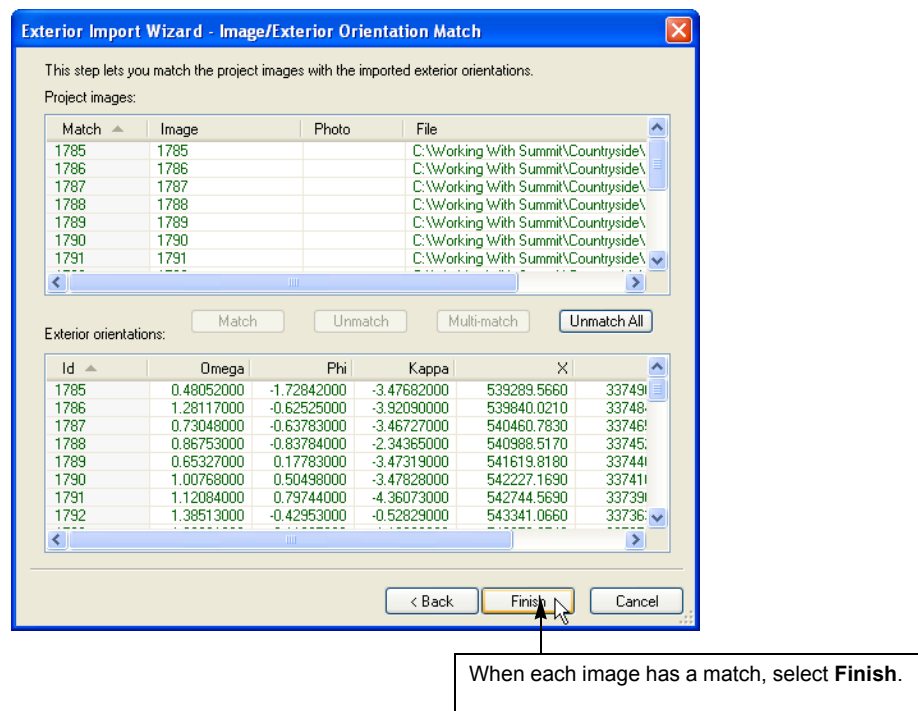 Exterior Import Wizard - Image/Exterior Orientation Match
This step lets you match the project images with the imported exterior orientations.
Project images:
Match Image Photo File
1785 1785 C:\Working With Summit\Countryside\
1786 1786 C:\Working With Summit\Countryside\
1787 1787 C:\Working With Summit\Countryside\
1788 1788 C:\Working With Summit\Countryside\
1789 1789 C:\Working With Summit\Countryside\
1790 1790 C:\Working With Summit\Countryside\
1791 1791 C:\Working With Summit\Countryside\
Match Unmatch Multi-match Unmatch All
Exterior orientations:
Id Omega Phi Kappa X
1785 0.48052000 -1.72842000 -3.47682000 539289.5660
1786 1.28117000 -0.62525000 -3.92090000 539840.0210
1787 0.73048000 -0.63783000 -3.46727000 540460.7830
1788 0.86753000 -0.83784000 -2.34365000 540988.5170
1789 0.65327000 0.17783000 -3.47319000 541619.8180
1790 1.00768000 0.50498000 -3.47828000 542227.1690
1791 1.12084000 0.79744000 -4.36073000 542744.5690
1792 1.38513000 -0.42953000 -0.52829000 543341.0660
< Back Finish Cancel
When each image has a match, select Finish.